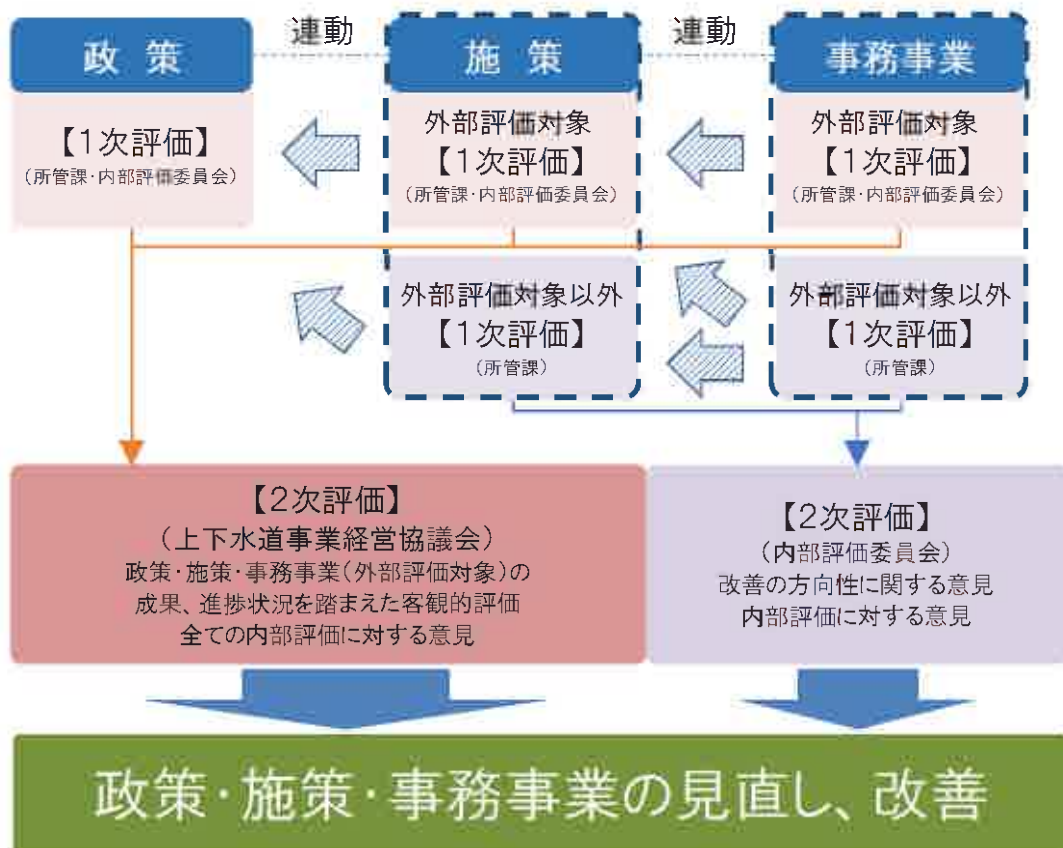 政 策
連動
施 策
連動
事務事業
【1次評価】
(所管課・内部評価委員会)
外部評価対象
【1次評価】
(所管課・内部評価委員会)
外部評価対象
【1次評価】
(所管課・内部評価委員会)
外部評価対象以外
【1次評価】
(所管課)
外部評価対象以外
【1次評価】
(所管課)
【2次評価】
(上下水道事業経営協議会)
政策・施策・事務事業(外部評価対象)の
成果、進捗状況を踏まえた客観的評価
全ての内部評価に対する意見
【2次評価】
(内部評価委員会)
改善の方向性に関する意見
内部評価に対する意見
政策・施策・事務事業の見直し、改善